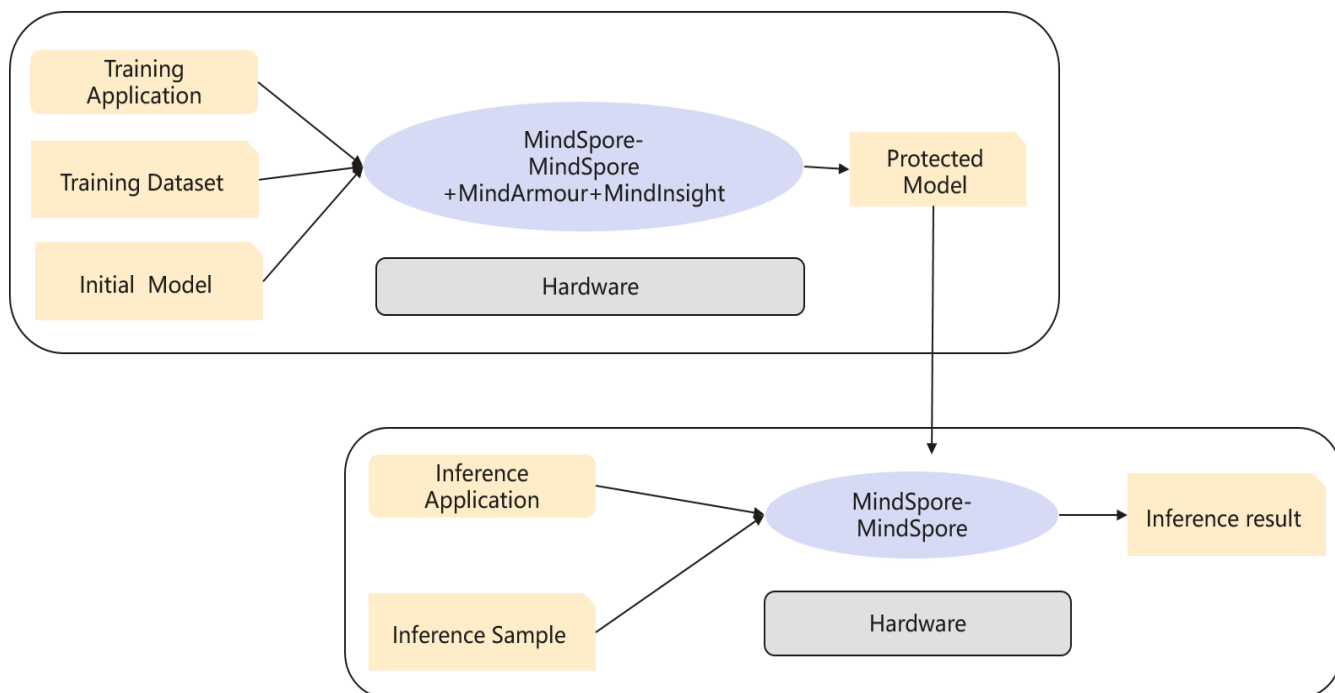 Training
Application
Training Dataset
Initial Model
MindSpore-
MindSpore
+MindArmour+MindInsight
Hardware
Protected
Model
Inference
Application
Inference Sample
MindSpore-
MindSpore
Hardware
Inference result